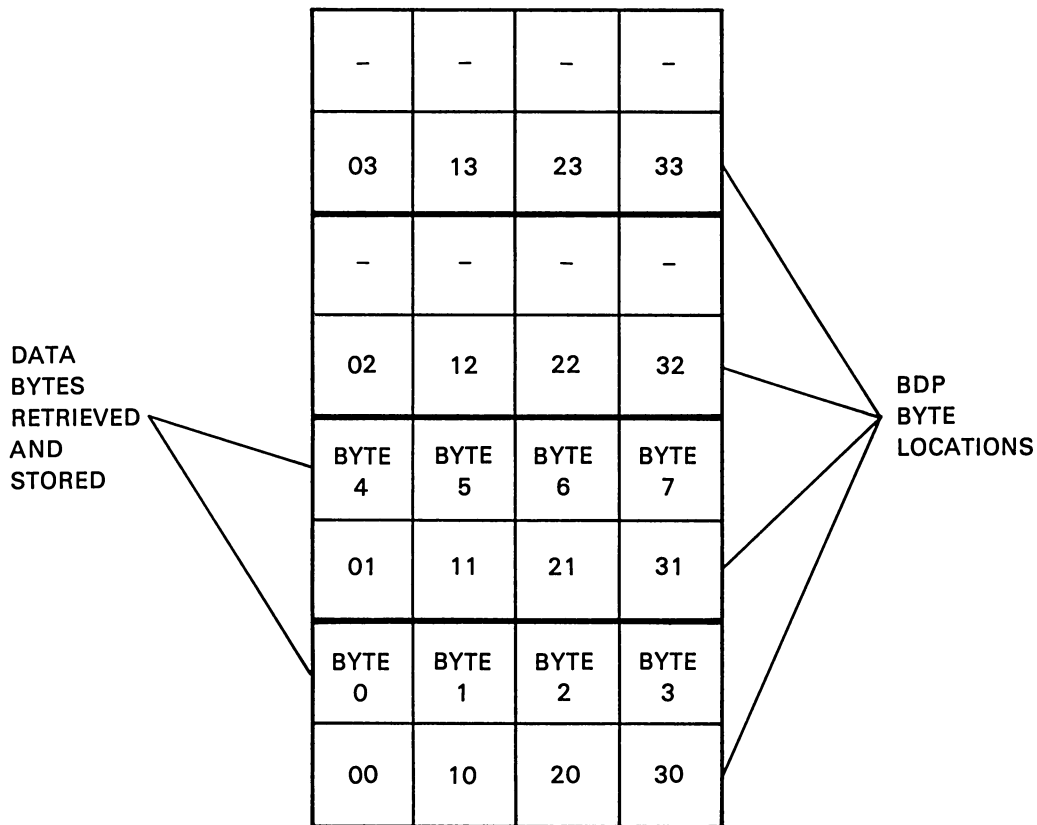 – – – –
03 13 23 33
– – – –
02 12 22 32
DATA
BYTES
RETRIEVED
AND
STORED
BYTE BYTE BYTE BYTE
4 5 6 7
01 11 21 31
BYTE BYTE BYTE BYTE
0 1 2 3
00 10 20 30
BDP
BYTE
LOCATIONS